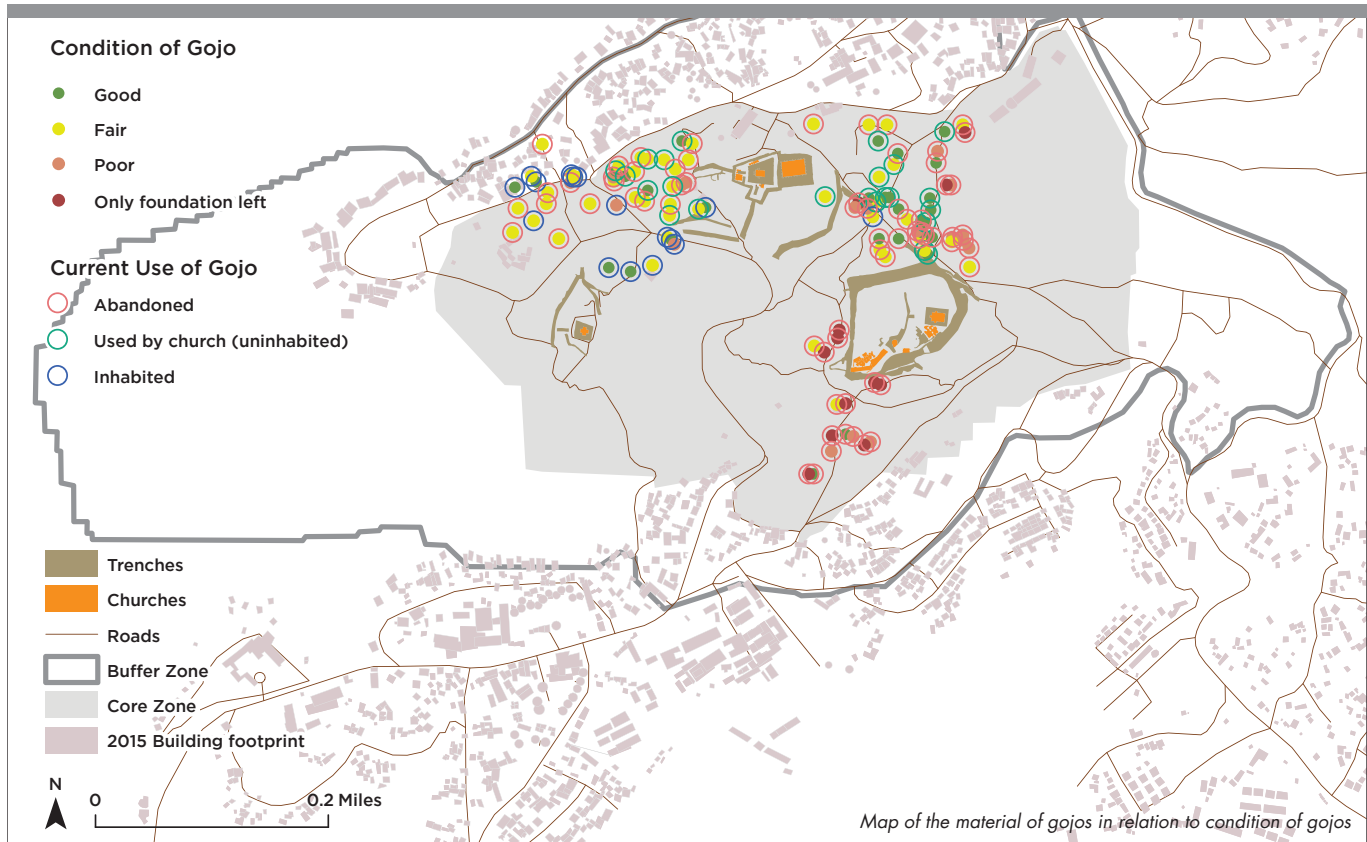 Condition of Gojo
Good
Fair
Poor
Only foundation left
Current Use of Gojo
Abandoned
Used by church (uninhabited)
Inhabited
Trenches
Churches
Roads
Buffer Zone
Core Zone
2015 Building footprint
N
0 0.2 Miles
Map of the material of gojos in relation to condition of gojos